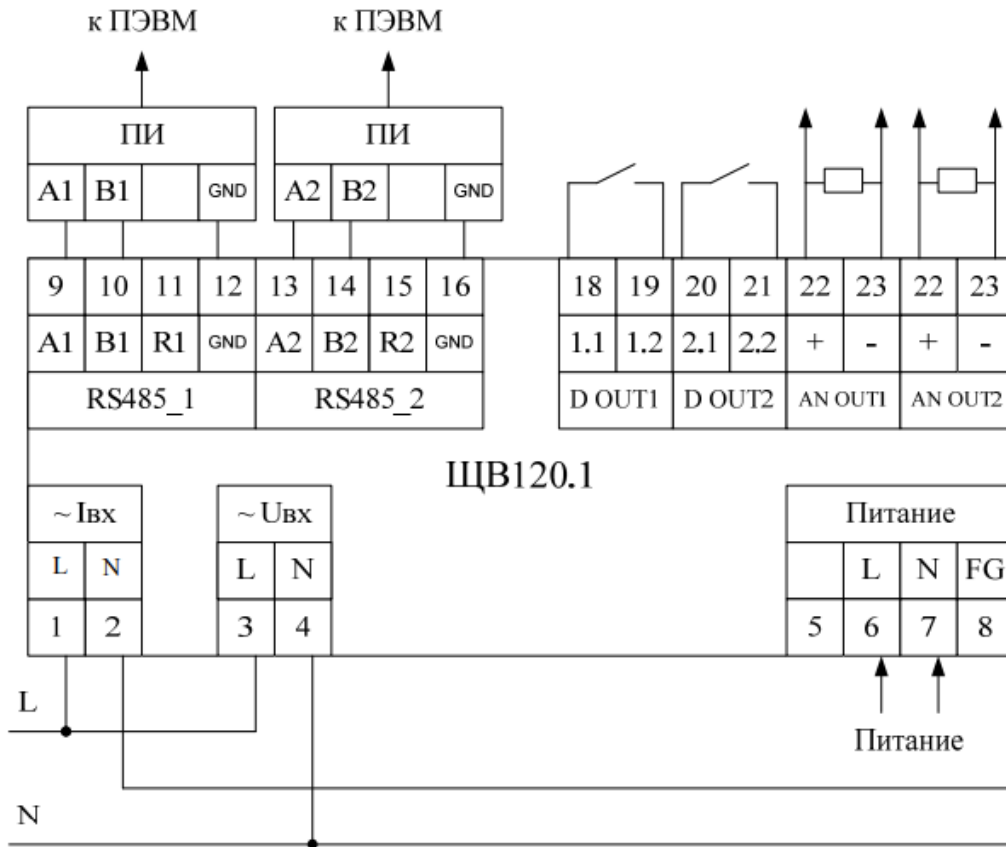 к ПЭВМ к ПЭВМ
ПИ ПИ
A1 B1 GND A2 B2 GND
9 10 11 12 13 14 15 16 18 19 20 21 22 23 22 23
A1 B1 R1 GND A2 B2 R2 GND 1.1 1.2 2.1 2.2 + - + -
RS485_1 RS485_2 D OUT1 D OUT2 AN OUT1 AN OUT2
ЩВ120.1
~ Iвх ~ Uвх Питание
L N L N L N FG
1 2 3 4 5 6 7 8
L
Питание
N